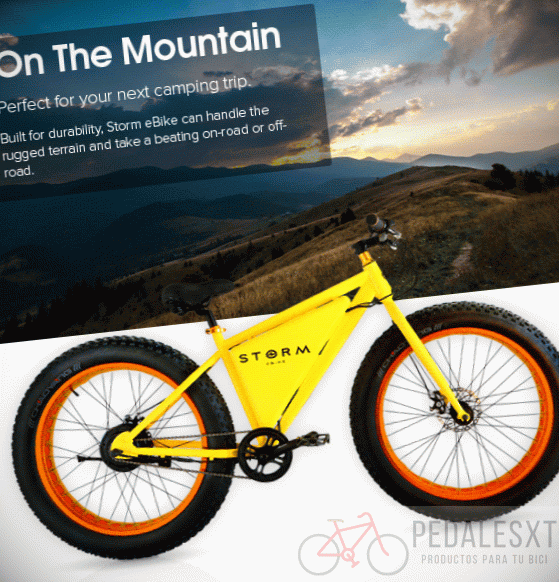 On The Mountain
Perfect for your next camping trip.
Built for durability, Storm eBike can handle the
rugged terrain and take a beating on-road or off-
road.
STORM
PEDALESXT
PRODUCTOS PARA TU BICI